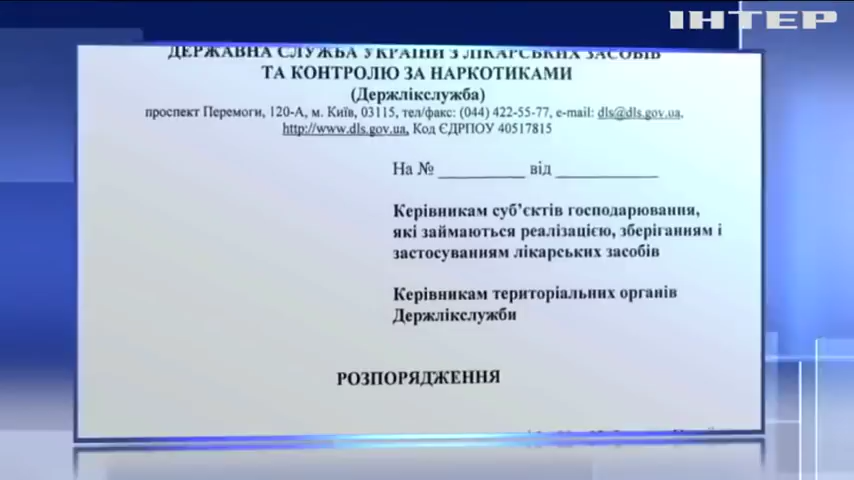 ІНТЕР
ДЕРЖАВНА СЛУЖБА УКРАЇНИ З ЛІКАРСЬКИХ ЗАСОБІВ
ТА КОНТРОЛЮ ЗА НАРКОТИКАМИ
(Держлікслужба)
проспект Перемоги, 120-А, м. Київ, 03115, тел/факс: (044) 422-55-77, e-mail: dls@dls.gov.ua,
http://www.dls.gov.ua, Код ЄДРПОУ 40517815
На № __________ від ____________
Керівникам суб’єктів господарювання,
які займаються реалізацією, зберіганням і
застосуванням лікарських засобів
Керівникам територіальних органів
Держлікслужби
РОЗПОРЯДЖЕННЯ